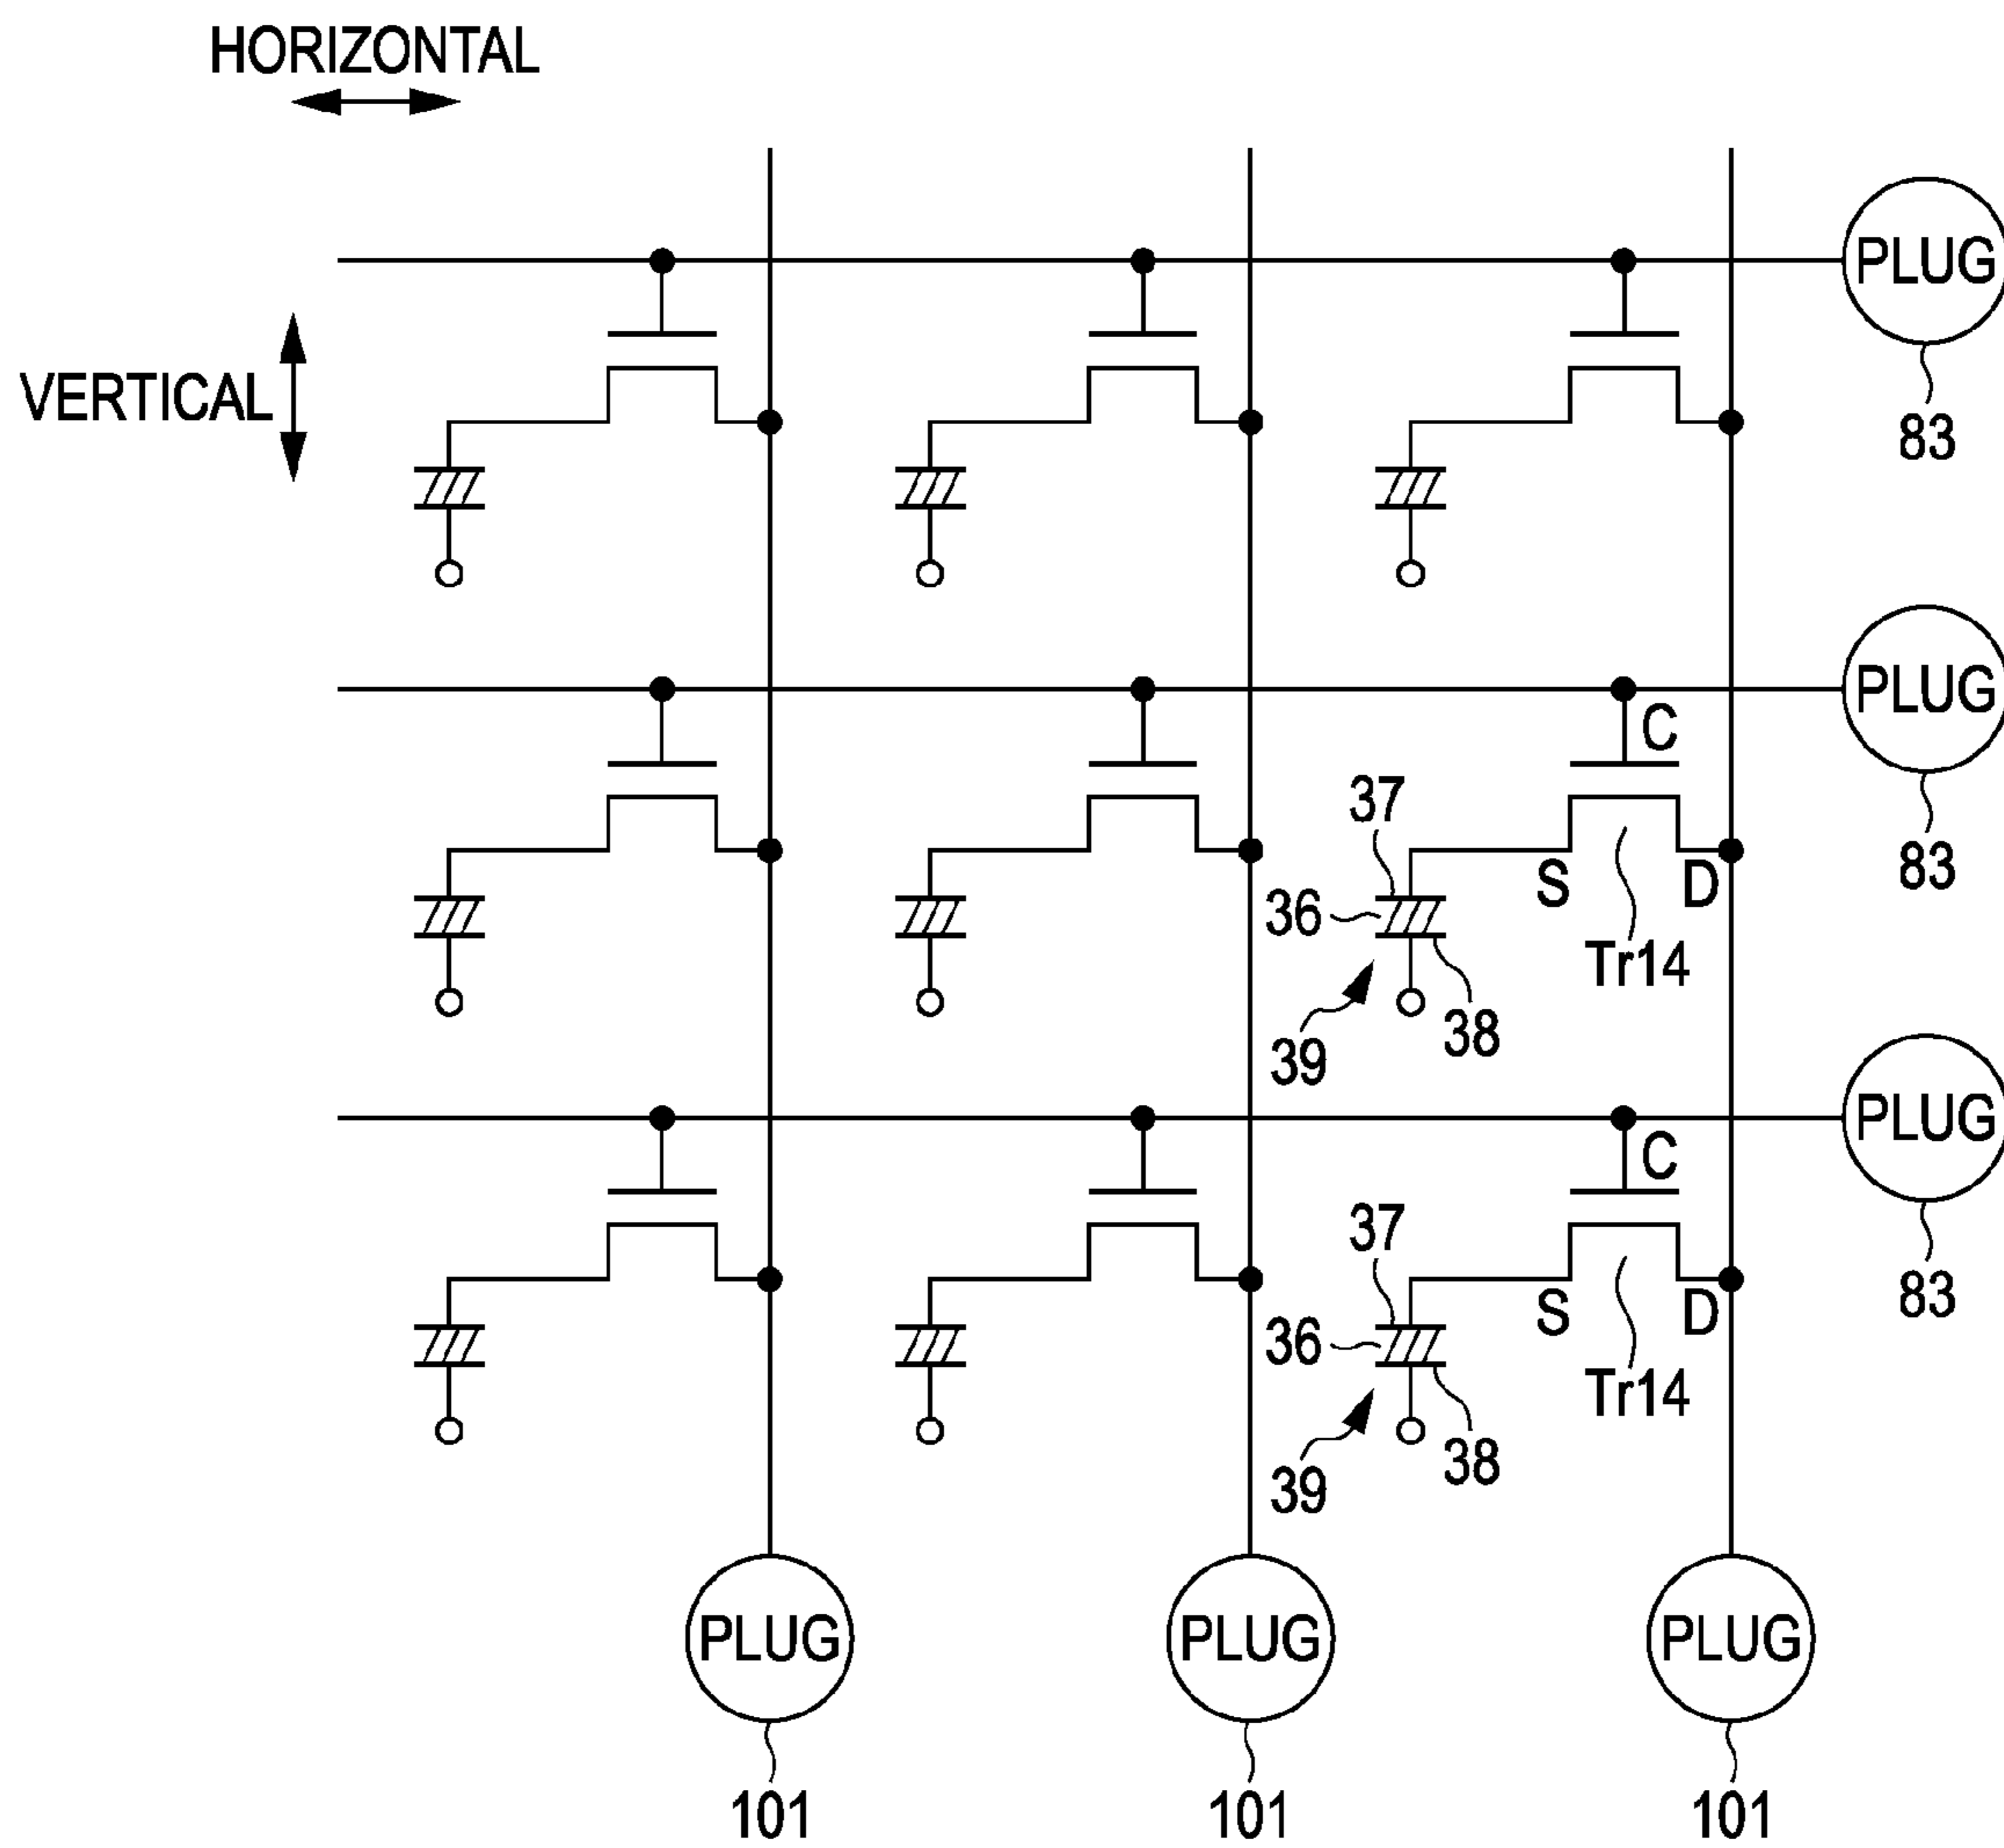 HORIZONTAL
VERTICAL
PLUG
83
PLUG
83
C
37
36
S
D
Tr14
39
38
PLUG
83
C
37
36
S
D
Tr14
39
38
PLUG
PLUG
PLUG
101
101
101